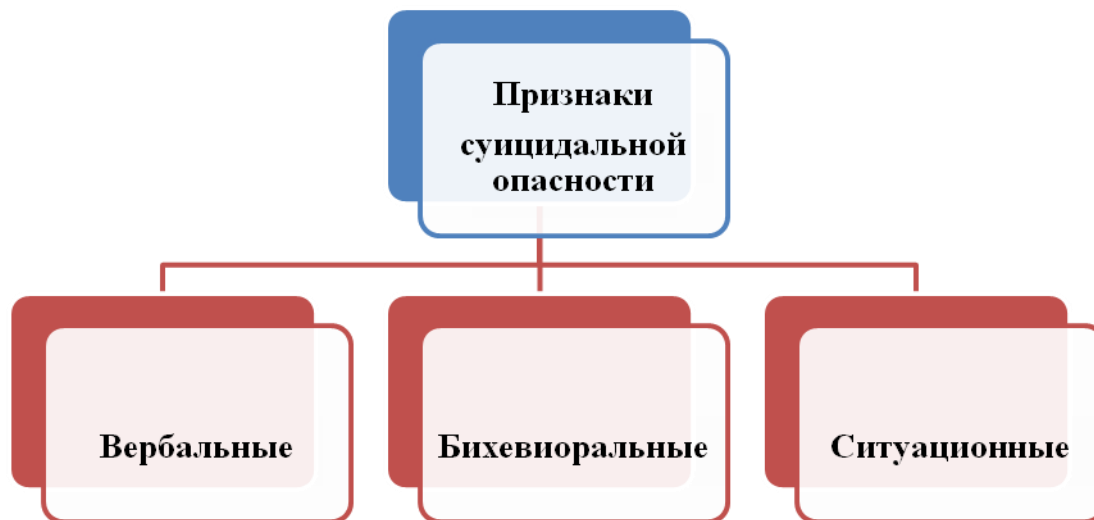 Признаки
суицидальной
опасности
Вербальные
Бихевиоральные
Ситуационные